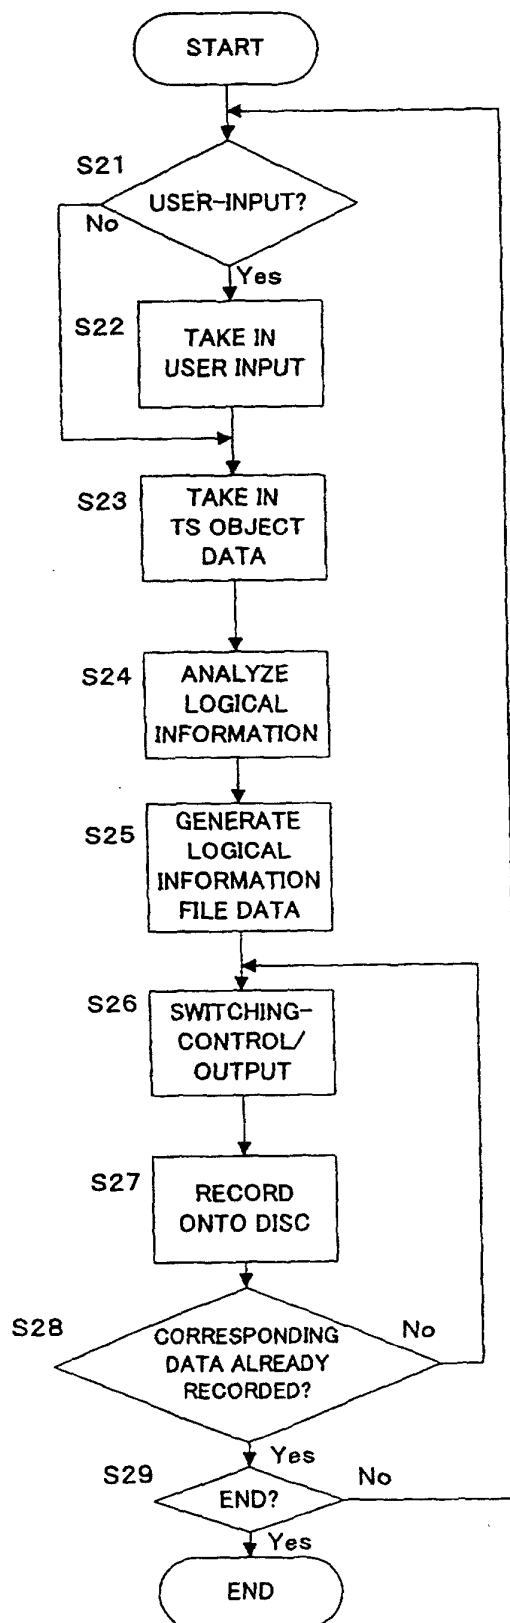 START
S21
USER-INPUT?
No
Yes
S22
TAKE IN
USER INPUT
S23
TAKE IN
TS OBJECT
DATA
S24
ANALYZE
LOGICAL
INFORMATION
S25
GENERATE
LOGICAL
INFORMATION
FILE DATA
S26
SWITCHING-
CONTROL/
OUTPUT
S27
RECORD
ONTO DISC
S28
CORRESPONDING
DATA ALREADY
RECORDED?
No
Yes
S29
END?
No
Yes
END